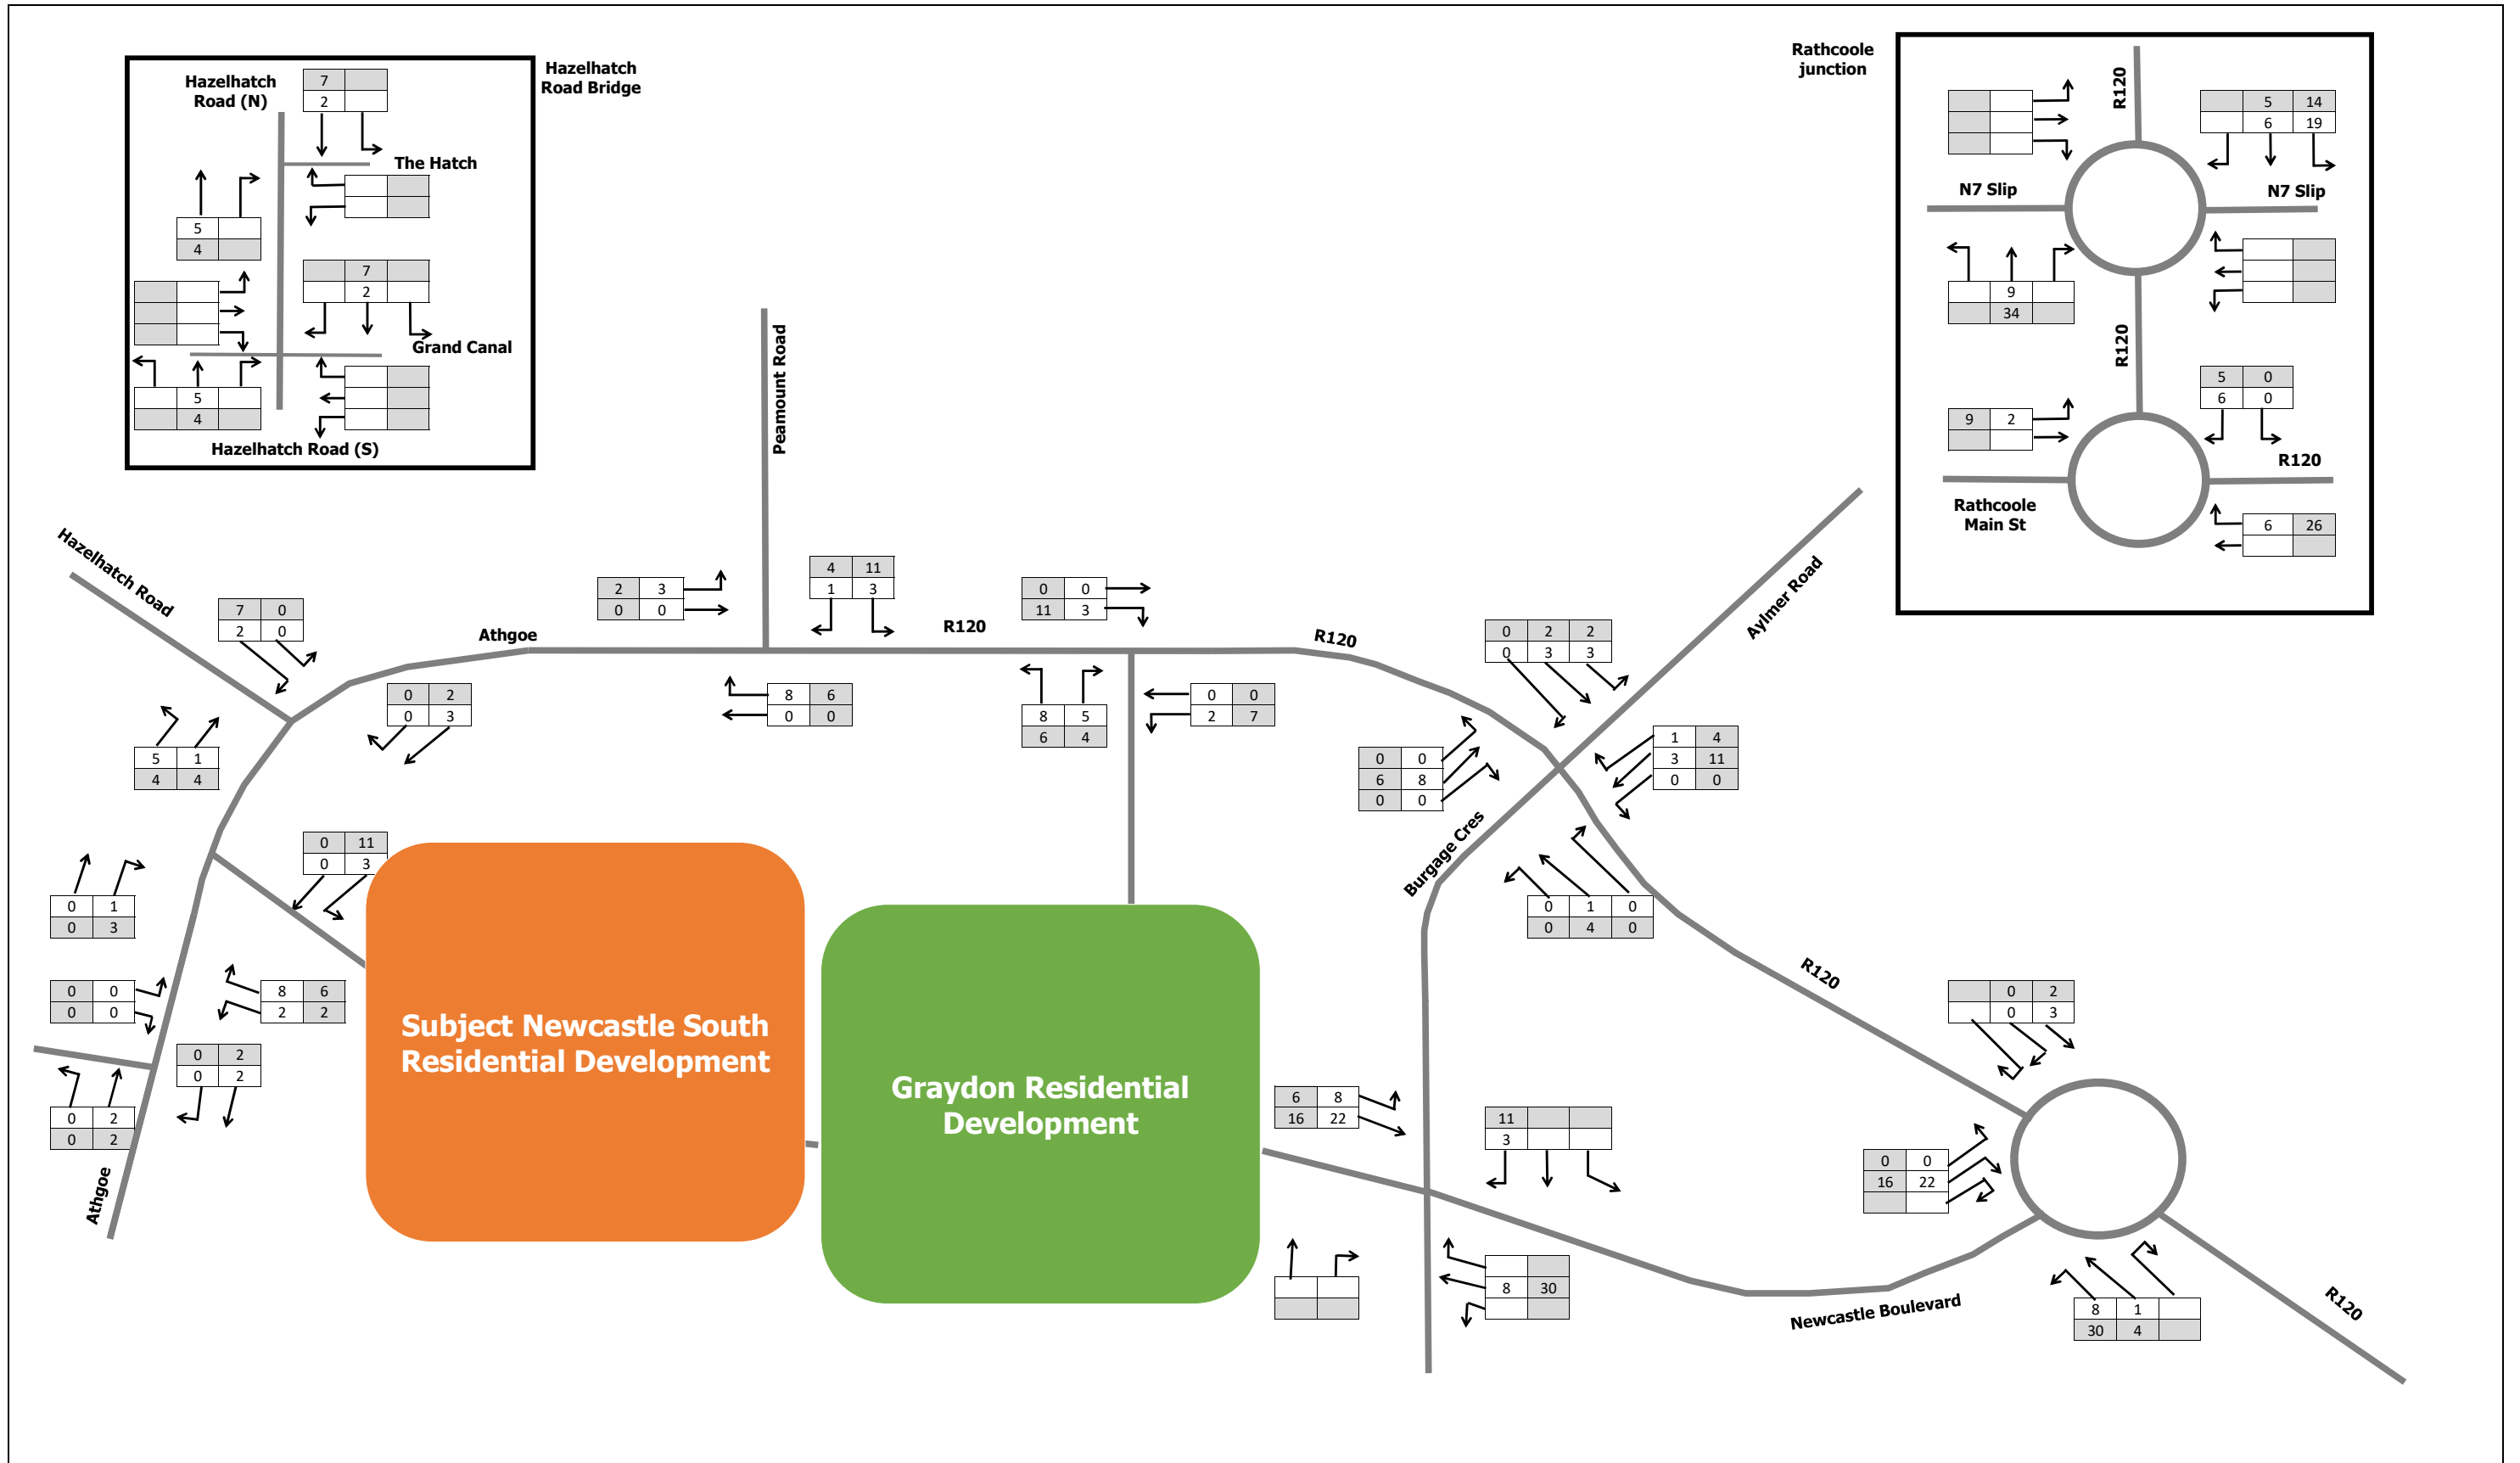 Hazelhatch
Road Bridge
Hazelhatch
Road (N)
7
2
The Hatch
5
4
7
2
Grand Canal
5
4
Hazelhatch Road (S)
Rathcoole
junction
R120
5 14
6 19
N7 Slip
N7 Slip
9
34
R120
5 0
6 0
9 2
R120
Rathcoole
Main St
6 26
Peamount Road
Hazelhatch Road
7 0
2 0
Athgoe
2 3
0 0
4 11
1 3
R120
0 0
11 3
R120
0 2 2
0 3 3
Aylmer Road
0 2
0 3
8 6
0 0
8 5
6 4
0 0
2 7
5 1
4 4
0 0
6 8
0 0
1 4
3 11
0 0
Burgage Cres
0 11
0 3
0 1
0 3
0 1 0
0 4 0
0 0
0 0
8 6
2 2
R120
0 2
0 3
Subject Newcastle South
Residential Development
Graydon Residential
Development
0 2
0 2
0 2
0 2
Athgoe
6 8
16 22
11
3
0 0
16 22
8 30
Newcastle Boulevard
8 1
30 4
R120